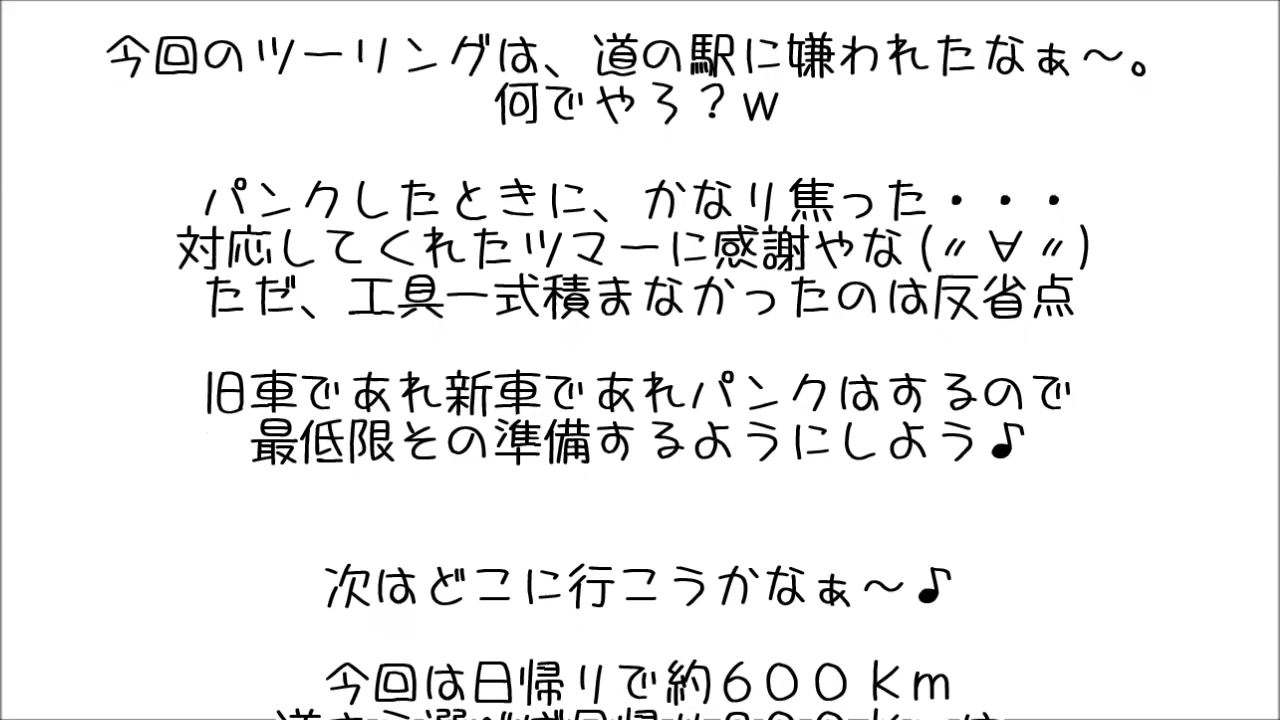 今回のツーリングは、道の駅に嫌われたなぁ～。
何でやろ？ｗ
パンクしたときに、かなり焦った・・・
対応してくれたツマーに感謝やな(〃∀〃)
ただ、工具一式積まなかったのは反省点
旧車であれ新車であれパンクはするので
最低限その準備するようにしよう♪
次はどこに行こうかなぁ～♪
今回は日帰りで約６００Ｋｍ